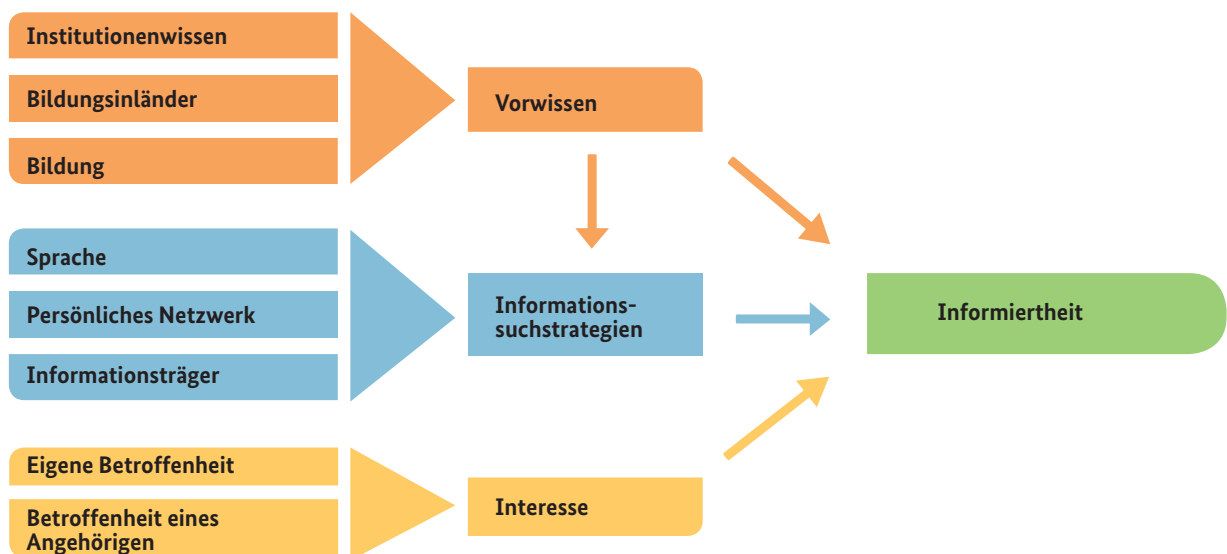 Institutionenwissen
Bildungsinländer
Bildung
Vorwissen
Sprache
Persönliches Netzwerk
Informationsträger
Informations-
suchstrategien
Informiertheit
Eigene Betroffenheit
Betroffenheit eines
Angehörigen
Interesse